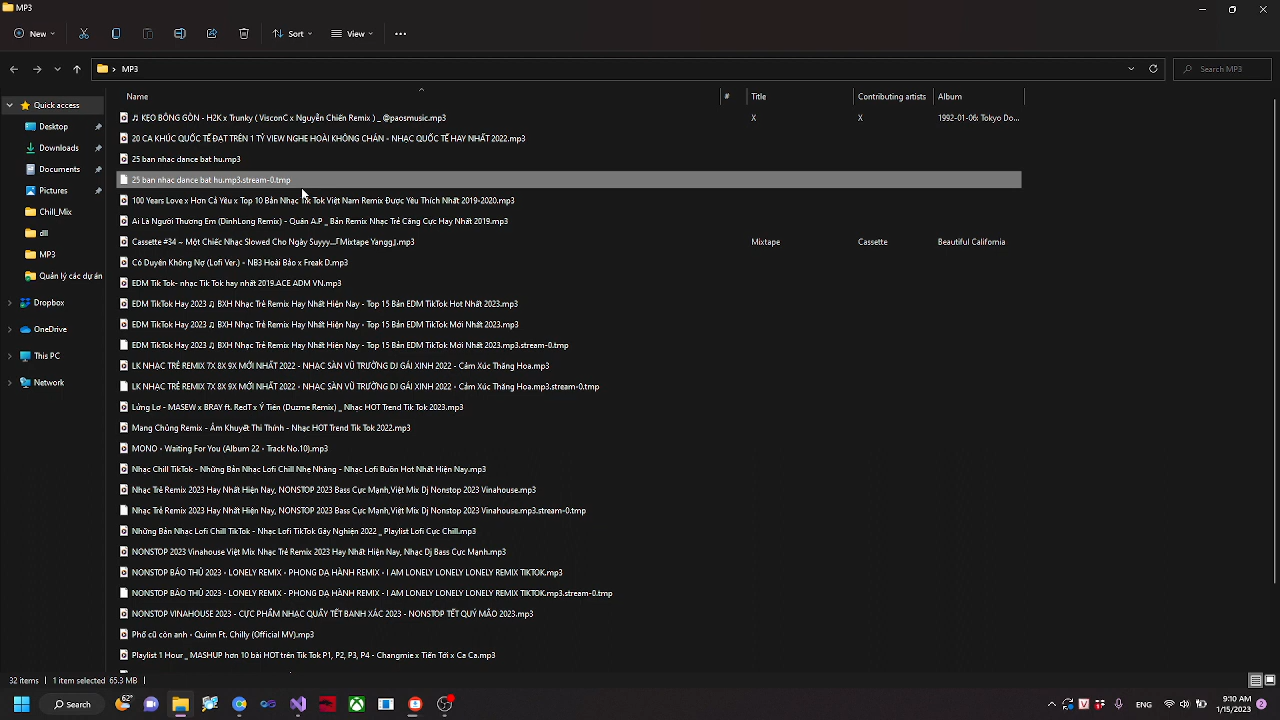 MP3
New
Sort
View
MP3
Search MP3
Name
#
Title
Contributing artists
Album
Quick access
Desktop
Downloads
Documents
Pictures
Chill_Mix
dll
MP3
Quản lý các dự án
Dropbox
OneDrive
This PC
Network
♫ KẸO BÔNG GÒN - H2K x Trunky ( VisconC x Nguyễn Chiến Remix ) _ @paosmusic.mp3
X
X
1992-01-06: Tokyo Do...
20 CA KHÚC QUỐC TẾ ĐẠT TRÊN 1 TỶ VIEW NGHE HOÀI KHÔNG CHÁN - NHẠC QUỐC TẾ HAY NHẤT 2022.mp3
25 ban nhac dance bat hu.mp3
25 ban nhac dance bat hu.mp3.stream-0.tmp
100 Years Love x Hơn Cả Yêu x Top 10 Bản Nhạc Tik Tok Việt Nam Remix Được Yêu Thích Nhất 2019-2020.mp3
Ai Là Người Thương Em (DinhLong Remix) - Quân A.P _ Bản Remix Nhạc Trẻ Căng Cực Hay Nhất 2019.mp3
Cassette #34 ~ Một Chiếc Nhạc Slowed Cho Ngày Suyyy...「Mixtape Yangg」.mp3
Mixtape
Cassette
Beautiful California
Có Duyên Không Nợ (Lofi Ver.) - NB3 Hoài Bảo x Freak D.mp3
EDM Tik Tok- nhạc Tik Tok hay nhất 2019.ACE ADM VN.mp3
EDM TikTok Hay 2023 ♫ BXH Nhạc Trẻ Remix Hay Nhất Hiện Nay - Top 15 Bản EDM TikTok Hot Nhất 2023.mp3
EDM TikTok Hay 2023 ♫ BXH Nhạc Trẻ Remix Hay Nhất Hiện Nay - Top 15 Bản EDM TikTok Mới Nhất 2023.mp3
EDM TikTok Hay 2023 ♫ BXH Nhạc Trẻ Remix Hay Nhất Hiện Nay - Top 15 Bản EDM TikTok Mới Nhất 2023.mp3.stream-0.tmp
LK NHẠC TRẺ REMIX 7X 8X 9X MỚI NHẤT 2022 - NHẠC SÀN VŨ TRƯỜNG DJ GÁI XINH 2022 - Cảm Xúc Thăng Hoa.mp3
LK NHẠC TRẺ REMIX 7X 8X 9X MỚI NHẤT 2022 - NHẠC SÀN VŨ TRƯỜNG DJ GÁI XINH 2022 - Cảm Xúc Thăng Hoa.mp3.stream-0.tmp
Lửng Lơ - MASEW x BRAY ft. RedT x Ý Tiên (Duzme Remix) _ Nhạc HOT Trend Tik Tok 2023.mp3
Mang Chủng Remix - Âm Khuyết Thi Thính - Nhạc HOT Trend Tik Tok 2022.mp3
MONO - Waiting For You (Album 22 - Track No.10).mp3
Nhạc Chill TikTok - Những Bản Nhạc Lofi Chill Nhẹ Nhàng - Nhạc Lofi Buồn Hot Nhất Hiện Nay.mp3
Nhạc Trẻ Remix 2023 Hay Nhất Hiện Nay, NONSTOP 2023 Bass Cực Mạnh,Việt Mix Dj Nonstop 2023 Vinahouse.mp3
Nhạc Trẻ Remix 2023 Hay Nhất Hiện Nay, NONSTOP 2023 Bass Cực Mạnh,Việt Mix Dj Nonstop 2023 Vinahouse.mp3.stream-0.tmp
Những Bản Nhạc Lofi Chill TikTok - Nhạc Lofi TikTok Gây Nghiện 2022 _ Playlist Lofi Cực Chill.mp3
NONSTOP 2023 Vinahouse Việt Mix Nhạc Trẻ Remix 2023 Hay Nhất Hiện Nay, Nhạc Dj Bass Cực Mạnh.mp3
NONSTOP BÁO THỦ 2023 - LONELY REMIX - PHONG DẠ HÀNH REMIX - I AM LONELY LONELY LONELY REMIX TIKTOK.mp3
NONSTOP BÁO THỦ 2023 - LONELY REMIX - PHONG DẠ HÀNH REMIX - I AM LONELY LONELY LONELY REMIX TIKTOK.mp3.stream-0.tmp
NONSTOP VINAHOUSE 2023 - CỰC PHẨM NHẠC QUẨY TẾT BANH XÁC 2023 - NONSTOP TẾT QUÝ MÃO 2023.mp3
Phố cũ còn anh - Quinn Ft. Chilly (Official MV).mp3
Playlist 1 Hour _ MASHUP hơn 10 bài HOT trên Tik Tok P1, P2, P3, P4 - Changmie x Tiến Tới x Ca Ca.mp3
32 items
1 item selected 65.3 MB
Search
62°
ENG
9:10 AM
1/15/2023
2